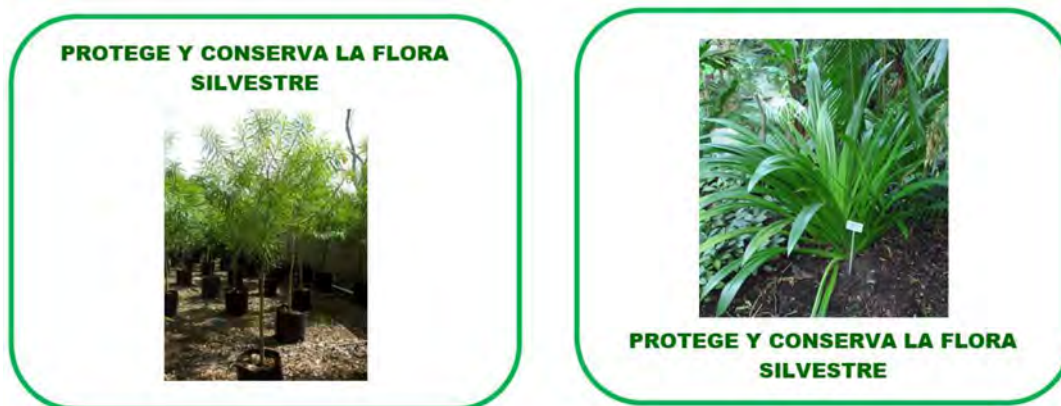 PROTEGE Y CONSERVA LA FLORA
SILVESTRE
PROTEGE Y CONSERVA LA FLORA
SILVESTRE